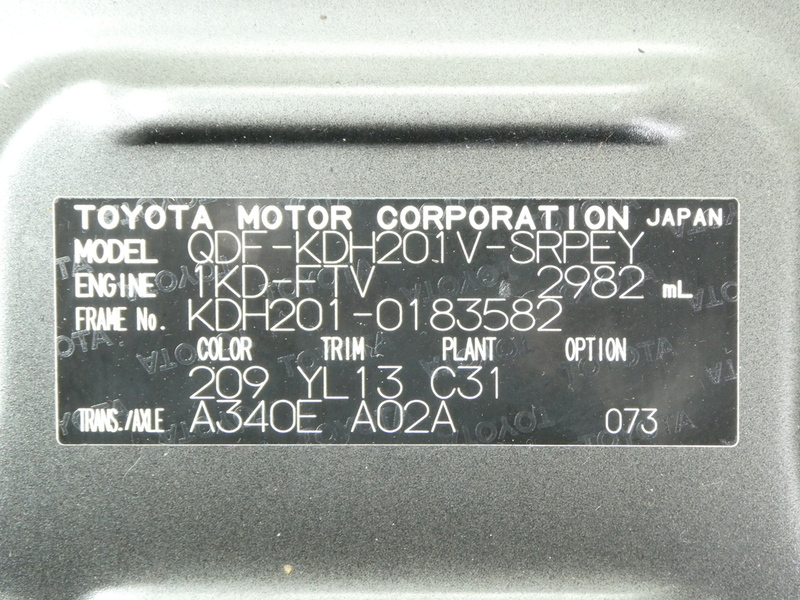 TOYOTA MOTOR CORPORATION JAPAN
MODEL QDF-KDH201V-SRPEY
ENGINE 1KD-FTV 2982 mL
FRAME No. KDH201-0183582
COLOR TRIM PLANT OPTION
209 YL13 C31
TRANS./AXLE A340E A02A 073